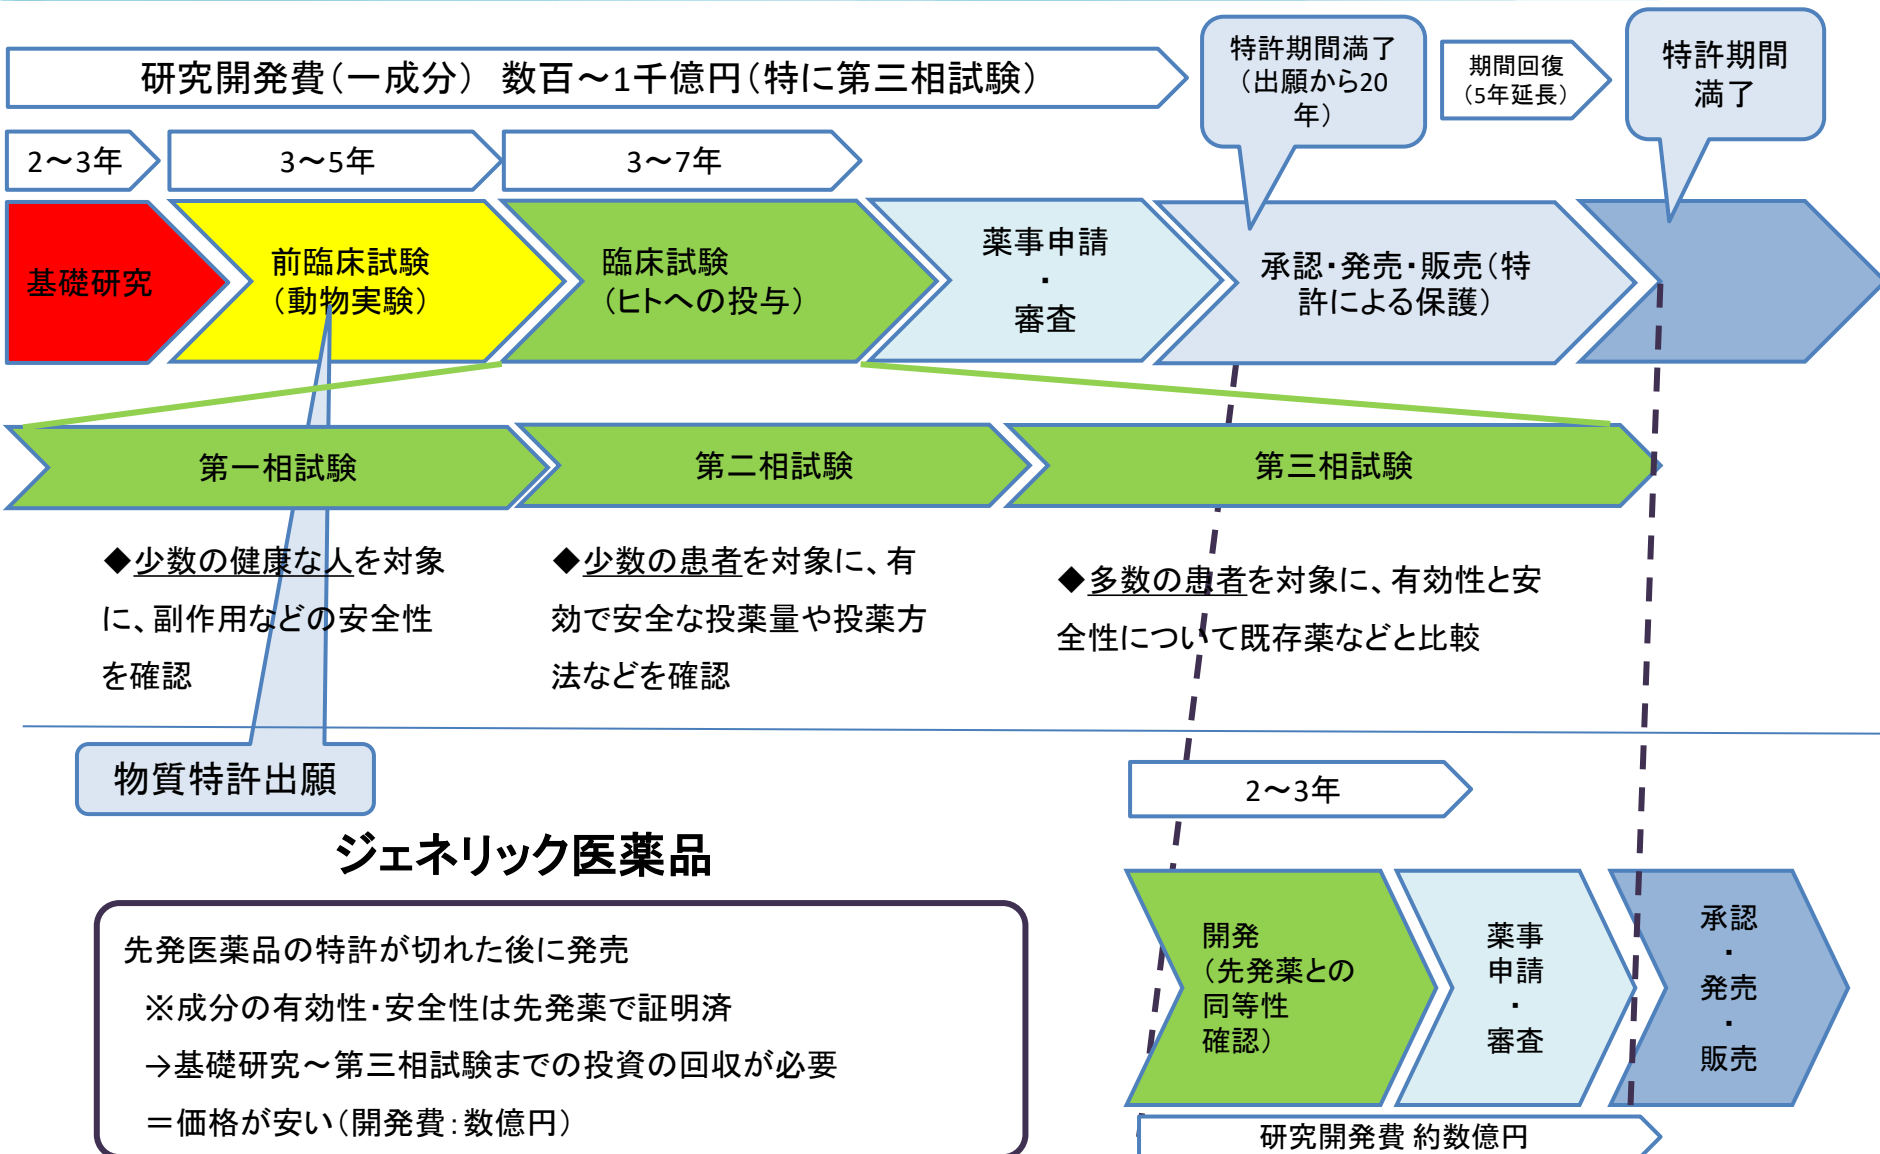 研究開発費（一成分） 数百～1千億円（特に第三相試験）
特許期間満了
（出願から20
年）
期間回復
（5年延長）
特許期間
満了
2～3年
3～5年
3～7年
基礎研究
前臨床試験
（動物実験）
臨床試験
（ヒトへの投与）
薬事申請
・
審査
承認・発売・販売（特
許による保護）
第一相試験
第二相試験
第三相試験
◆少数の健康な人を対象
に、副作用などの安全性
を確認
◆少数の患者を対象に、有
効で安全な投薬量や投薬方
法などを確認
◆多数の患者を対象に、有効性と安
全性について既存薬などと比較
物質特許出願
2～3年
ジェネリック医薬品
先発医薬品の特許が切れた後に発売
※成分の有効性・安全性は先発薬で証明済
→基礎研究～第三相試験までの投資の回収が必要
＝価格が安い（開発費：数億円）
開発
（先発薬との
同等性
確認）
薬事
申請
・
審査
承認
・
発売
・
販売
研究開発費 約数億円